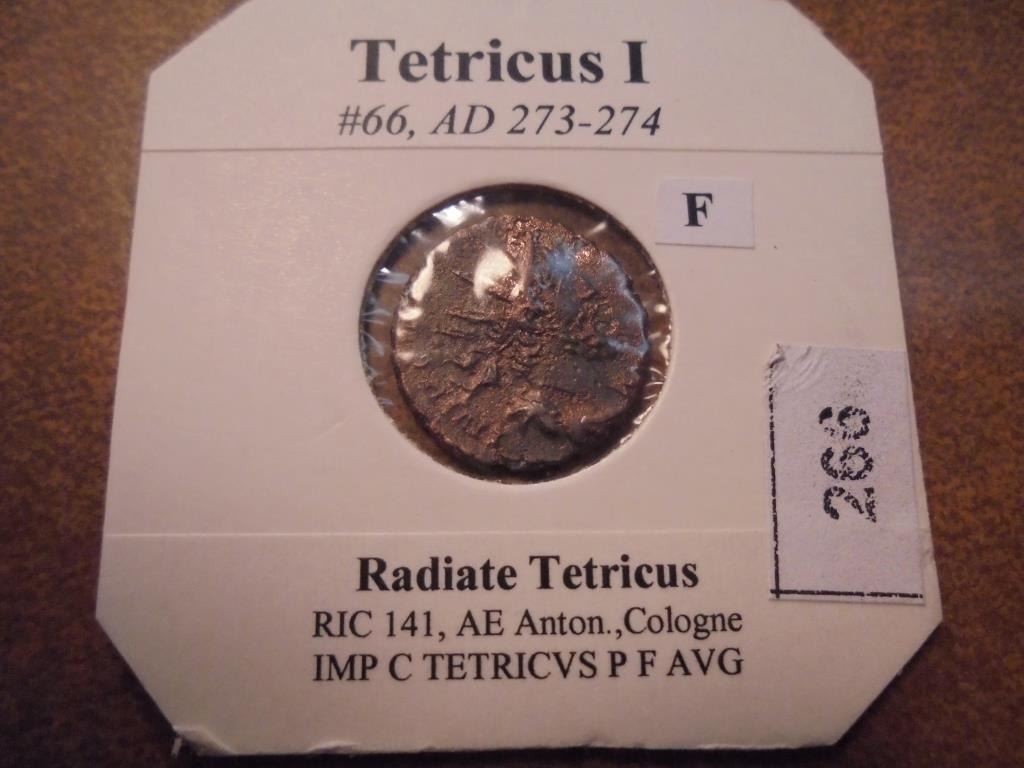 Tetricus I
#66, AD 273-274
F
266
Radiate Tetricus
RIC 141, AE Anton.,Cologne
IMP C TETRICVS P F AVG